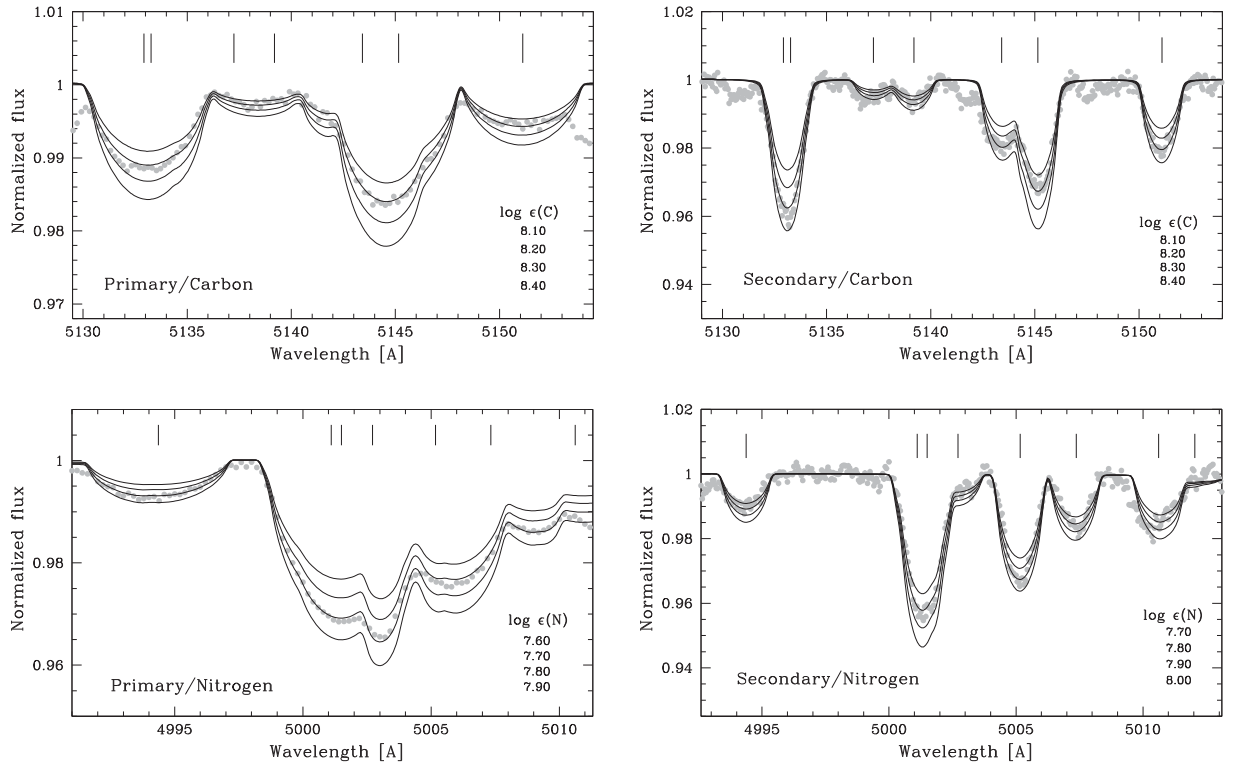 1.01
1
0.99
0.98
0.97
Normalized flux
log ε(C)
8.10
8.20
8.30
8.40
Primary/Carbon
5130 5135 5140 5145 5150
Wavelength [A]
1.02
1
0.98
0.96
0.94
Normalized flux
log ε(C)
8.10
8.20
8.30
8.40
Secondary/Carbon
5130 5135 5140 5145 5150
Wavelength [A]
1
0.98
0.96
Normalized flux
log ε(N)
7.60
7.70
7.80
7.90
Primary/Nitrogen
4995 5000 5005 5010
Wavelength [A]
1.02
1
0.98
0.96
0.94
Normalized flux
log ε(N)
7.70
7.80
7.90
8.00
Secondary/Nitrogen
4995 5000 5005 5010
Wavelength [A]